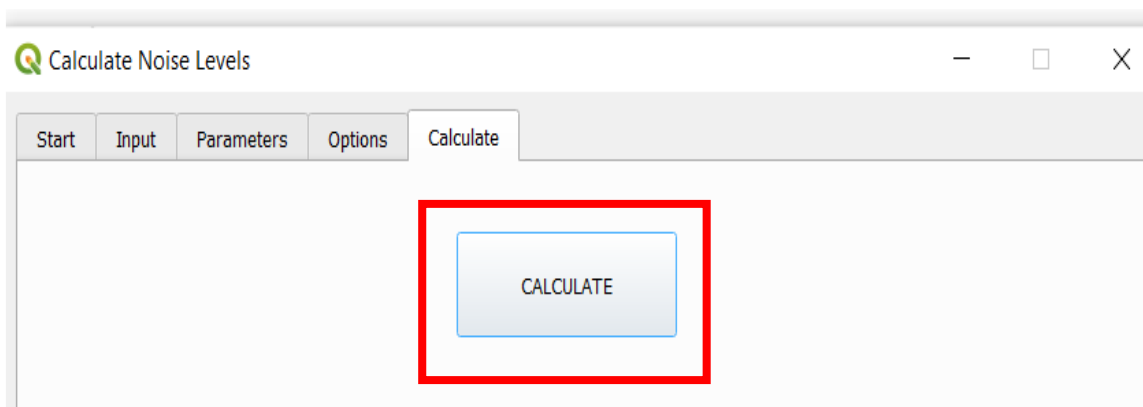 Calculate Noise Levels
Start Input Parameters Options Calculate
CALCULATE